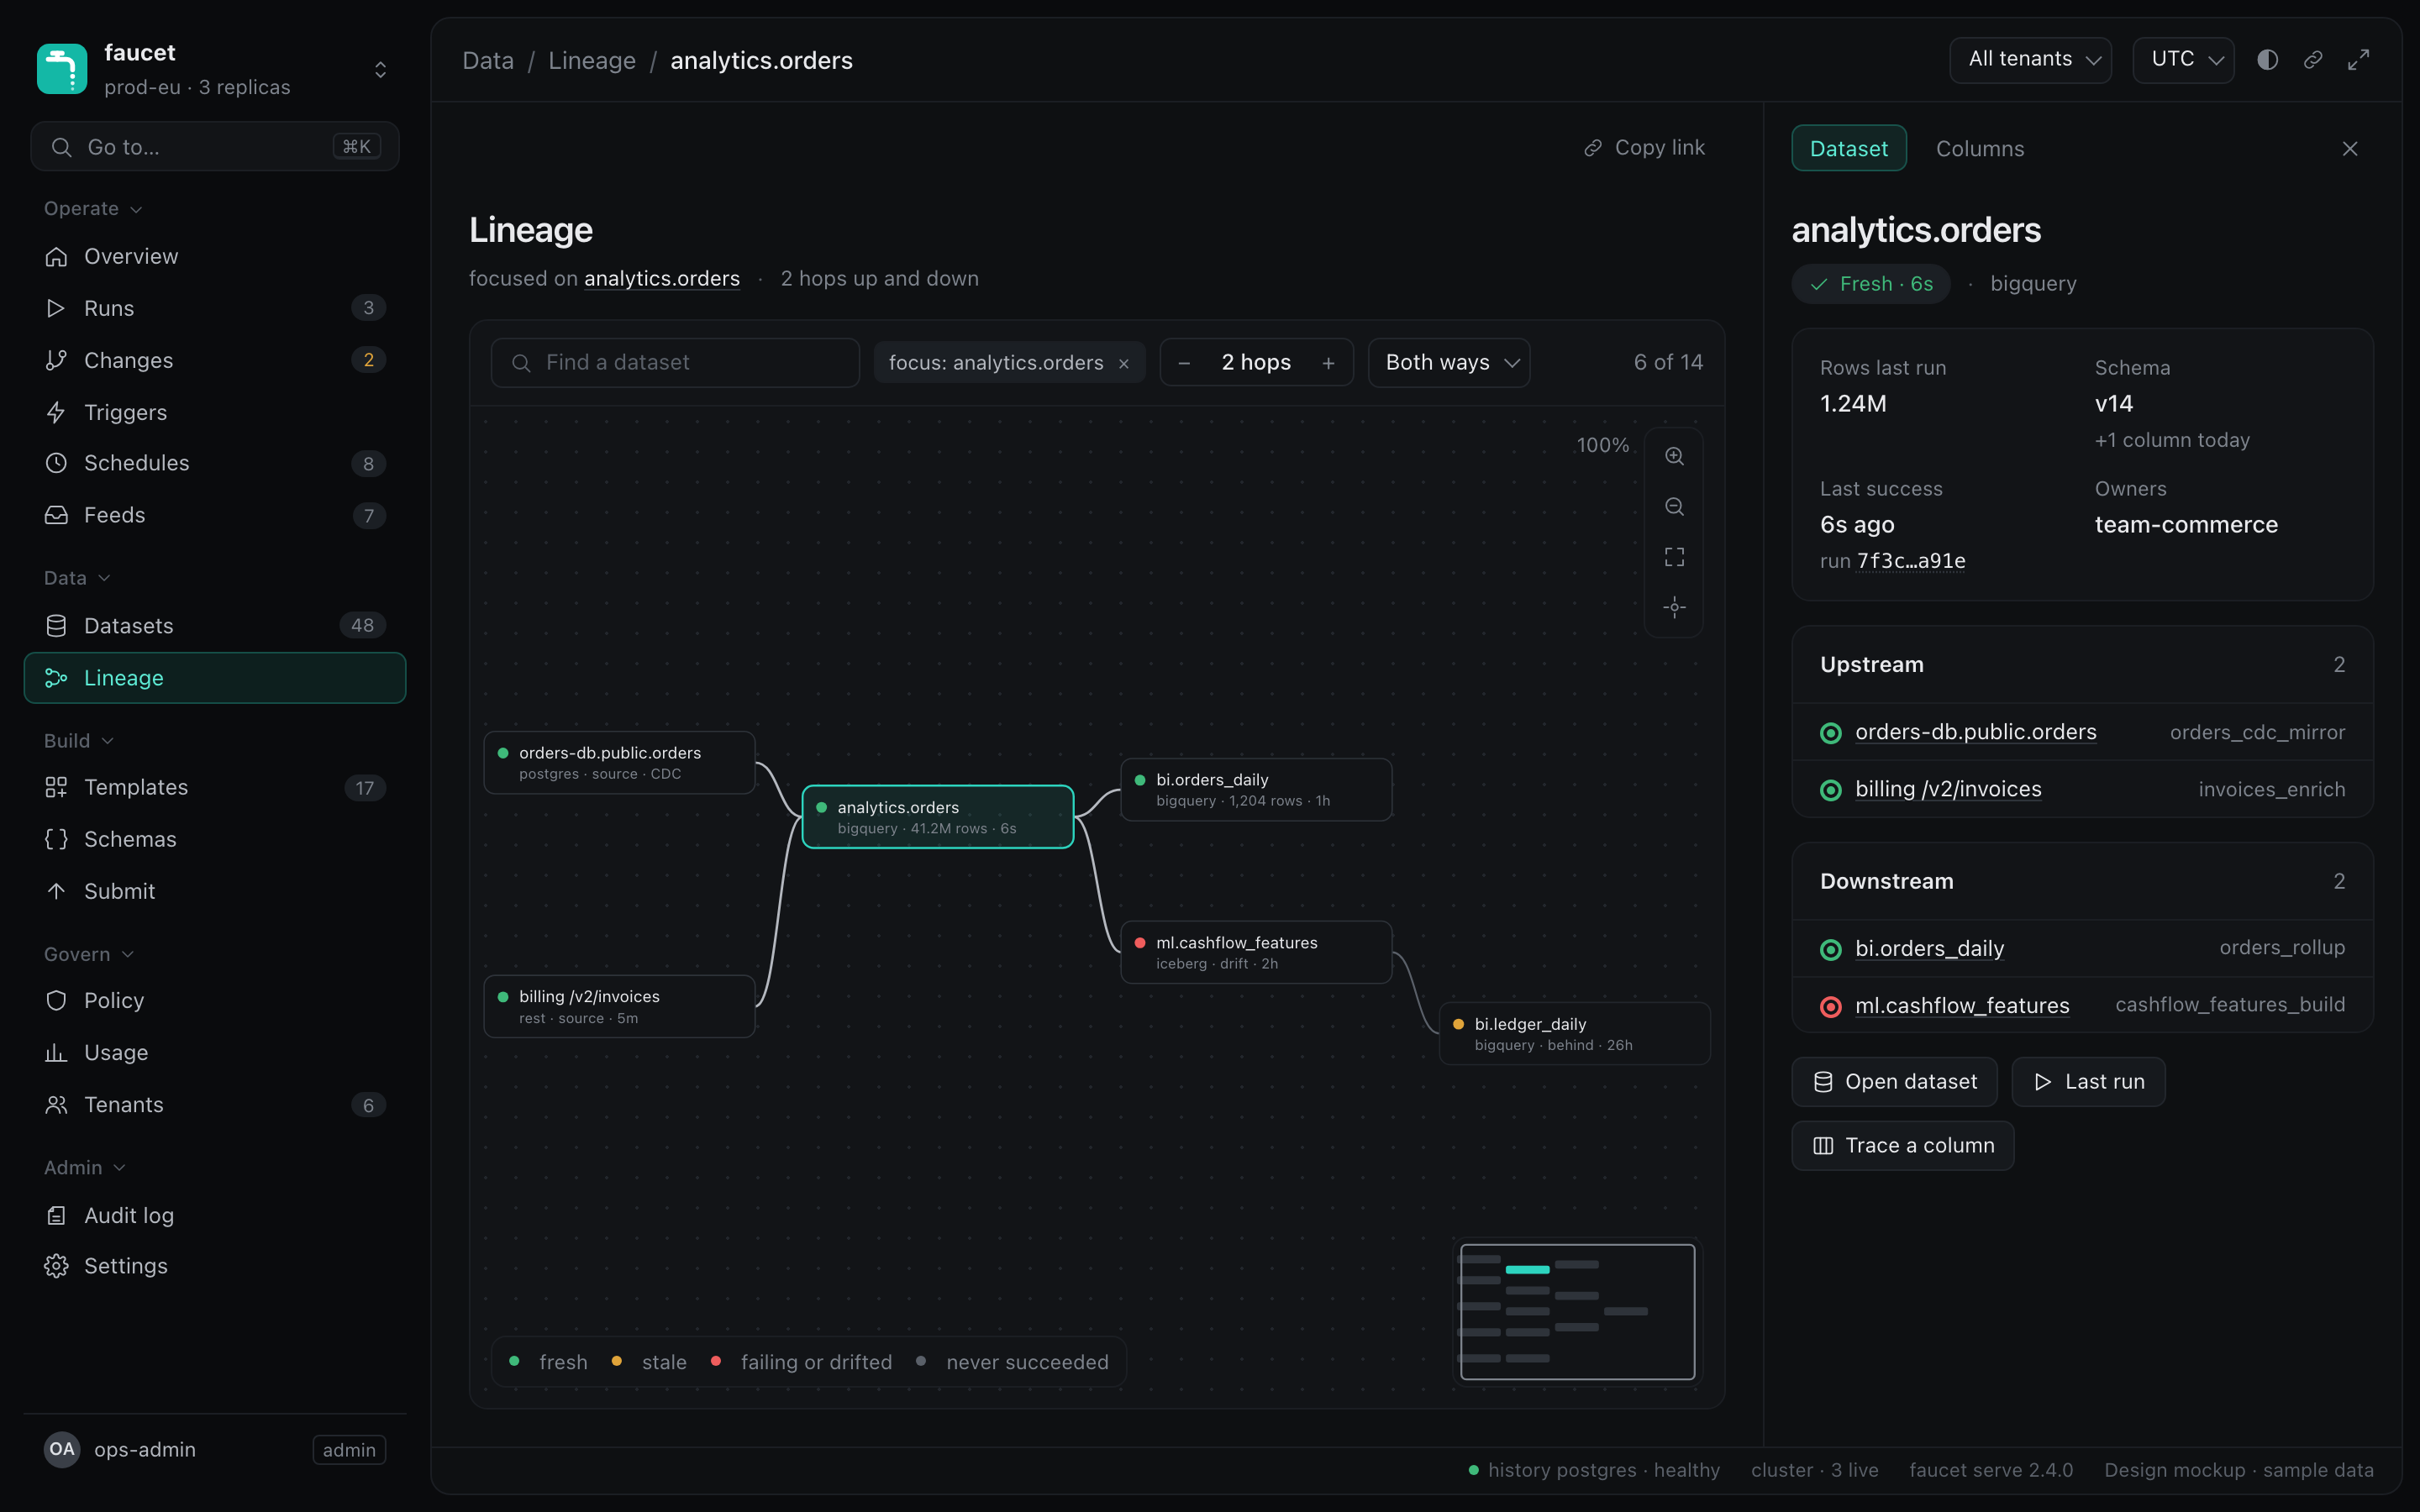 faucet
prod-eu · 3 replicas
Go to...
⌘K
Operate
Overview
Runs 3
Changes 2
Triggers
Schedules 8
Feeds 7
Data
Datasets 48
Lineage
Build
Templates 17
Schemas
Submit
Govern
Policy
Usage
Tenants 6
Admin
Audit log
Settings
OA ops-admin admin
Data / Lineage / analytics.orders
All tenants
UTC
Copy link
Lineage
focused on analytics.orders · 2 hops up and down
Find a dataset
focus: analytics.orders ×
− 2 hops +
Both ways
6 of 14
100%
orders-db.public.orders
postgres · source · CDC
billing /v2/invoices
rest · source · 5m
analytics.orders
bigquery · 41.2M rows · 6s
bi.orders_daily
bigquery · 1,204 rows · 1h
ml.cashflow_features
iceberg · drift · 2h
bi.ledger_daily
bigquery · behind · 26h
fresh stale failing or drifted never succeeded
Dataset Columns
analytics.orders
Fresh · 6s · bigquery
Rows last run
1.24M
Schema
v14
+1 column today
Last success
6s ago
run 7f3c…a91e
Owners
team-commerce
Upstream 2
orders-db.public.orders orders_cdc_mirror
billing /v2/invoices invoices_enrich
Downstream 2
bi.orders_daily orders_rollup
ml.cashflow_features cashflow_features_build
Open dataset
Last run
Trace a column
history postgres · healthy cluster · 3 live faucet serve 2.4.0 Design mockup · sample data